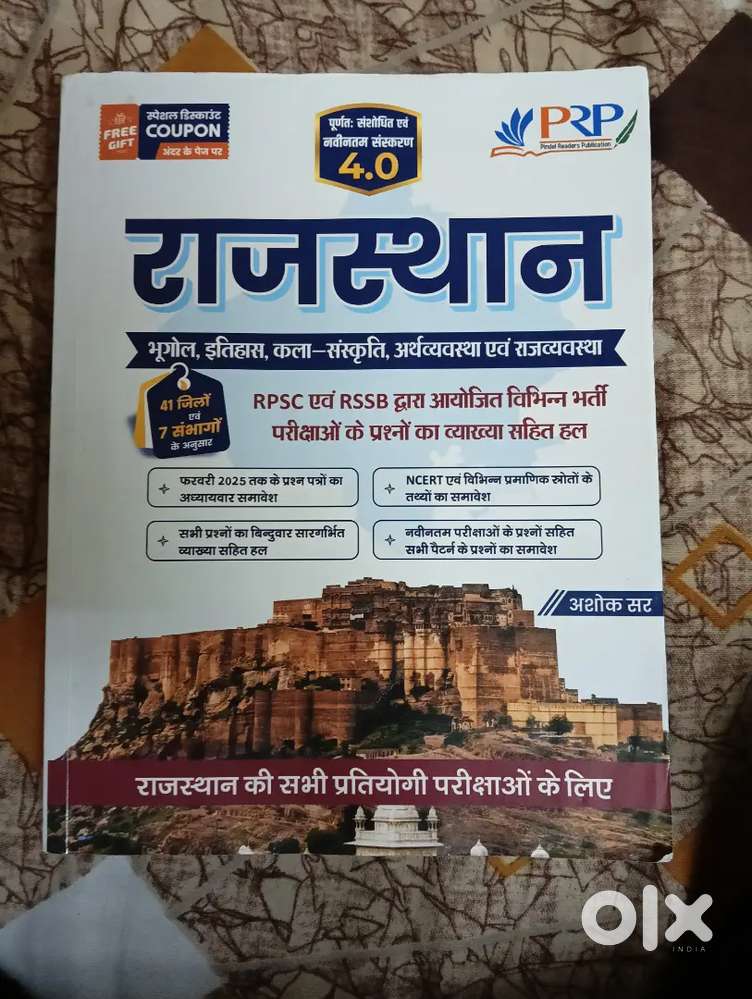 FREE GIFT
स्पेशल डिस्काउंट
COUPON
अंदर के पेज पर
पूर्णत: संशोधित एवं
नवीनतम संस्करण
4.0
PRP
Pindel Readers Publication
राजस्थान
भूगोल, इतिहास, कला-संस्कृति, अर्थव्यवस्था एवं राजव्यवस्था
41 जिलों
एवं
7 संभागों
के अनुसार
RPSC एवं RSSB द्वारा आयोजित विभिन्न भर्ती
परीक्षाओं के प्रश्नों का व्याख्या सहित हल
फरवरी 2025 तक के प्रश्न पत्रों का
अध्यायवार समावेश
NCERT एवं विभिन्न प्रमाणिक स्रोतों के
तथ्यों का समावेश
सभी प्रश्नों का बिन्दुवार सारगर्भित
व्याख्या सहित हल
नवीनतम परीक्षाओं के प्रश्नों सहित
सभी पैटर्न के प्रश्नों का समावेश
अशोक सर
राजस्थान की सभी प्रतियोगी परीक्षाओं के लिए
olx
INDIA